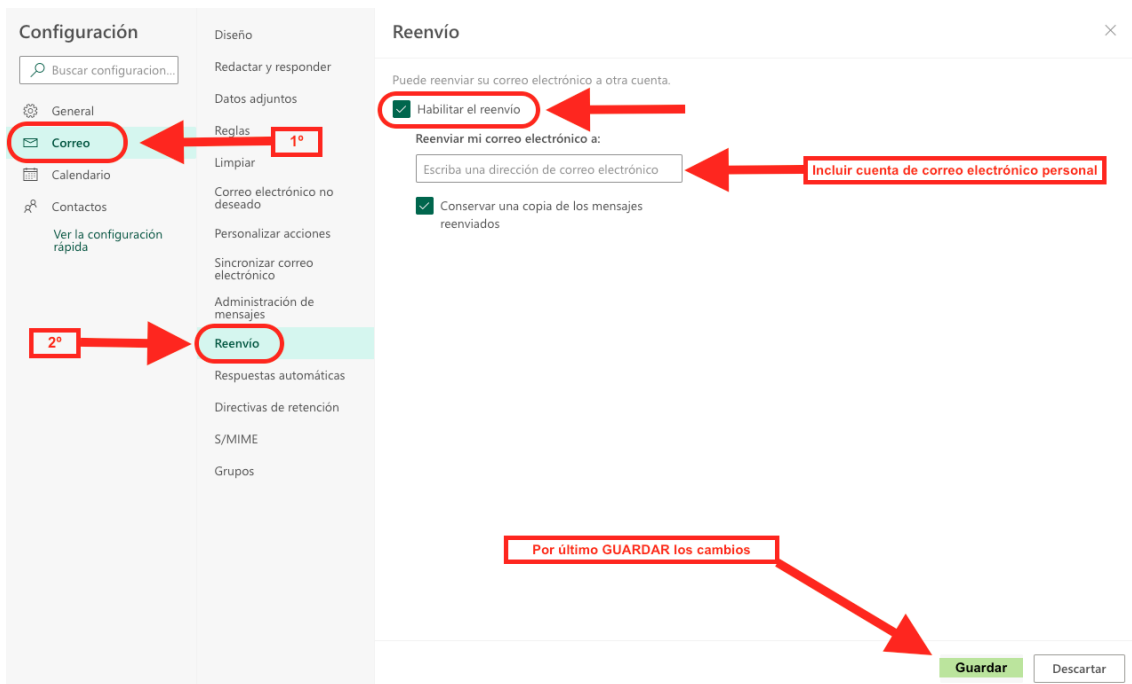 Configuración
Buscar configuracion...
General
Correo
1º
Calendario
Contactos
Ver la configuración
rápida
2º
Diseño
Redactar y responder
Datos adjuntos
Reglas
Limpiar
Correo electrónico no
deseado
Personalizar acciones
Sincronizar correo
electrónico
Administración de
mensajes
Reenvío
Respuestas automáticas
Directivas de retención
S/MIME
Grupos
Reenvío
Puede reenviar su correo electrónico a otra cuenta.
Habilitar el reenvío
Reenviar mi correo electrónico a:
Escriba una dirección de correo electrónico
Incluir cuenta de correo electrónico personal
Conservar una copia de los mensajes
reenviados
Por último GUARDAR los cambios
Guardar
Descartar